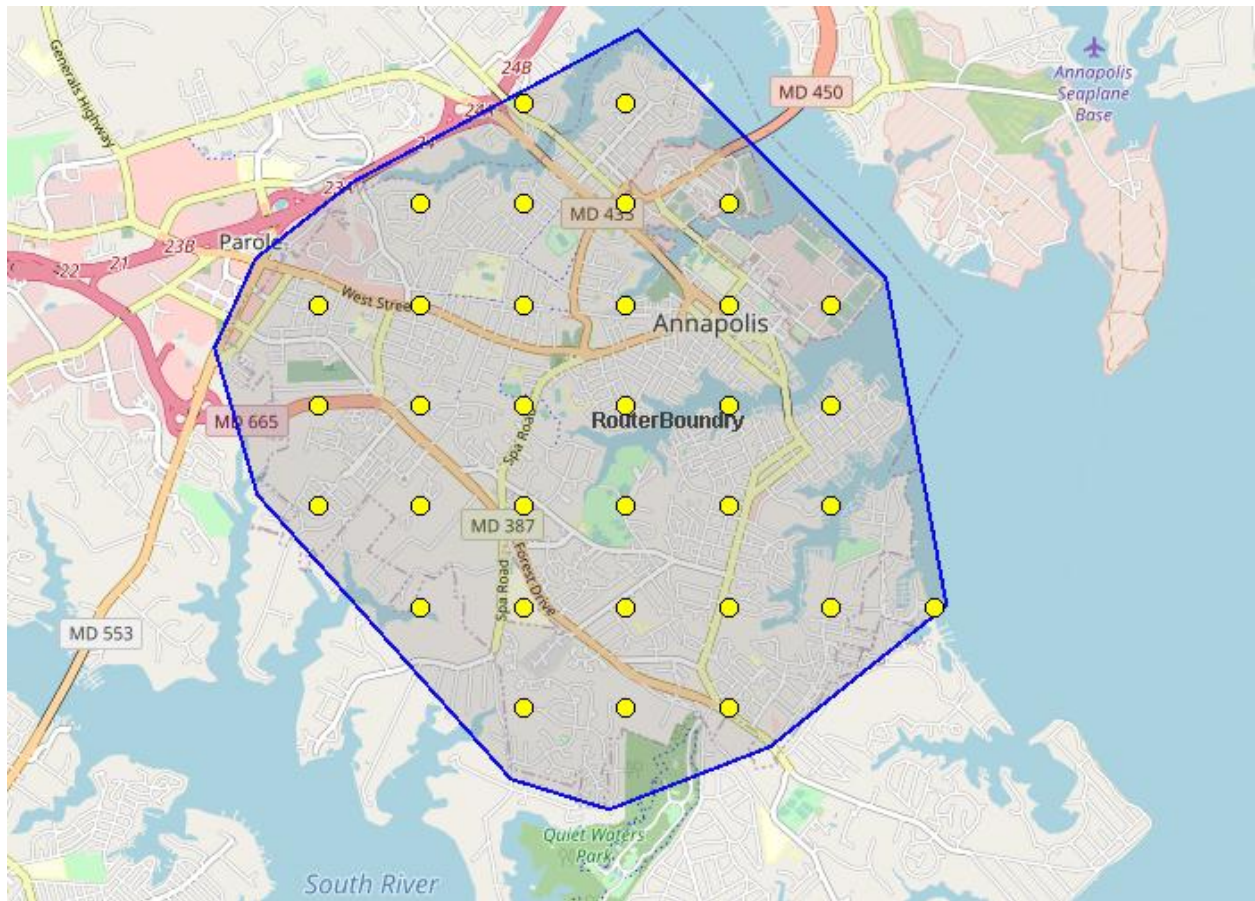 Generals Highway
24B
MD 450
Annapolis
Seaplane
Base
24A
24
23A
MD 435
Parole
23B
21
22
West Street
Annapolis
MD 665
RouterBoundry
Spa Road
MD 387
Forest Drive
Spa Road
MD 553
Quiet Waters
Park
South River